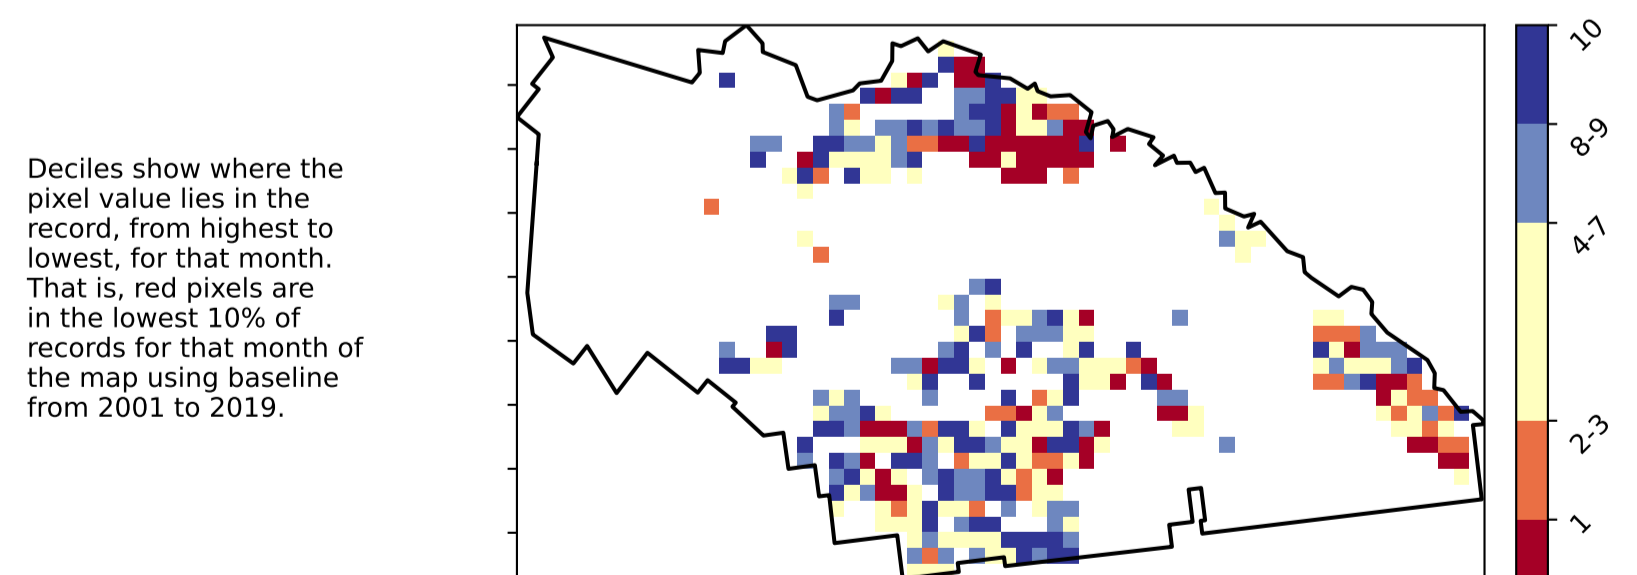 Deciles show where the
pixel value lies in the
record, from highest to
lowest, for that month.
That is, red pixels are
in the lowest 10% of
records for that month of
the map using baseline
from 2001 to 2019.
10
8-9
4-7
2-3
1